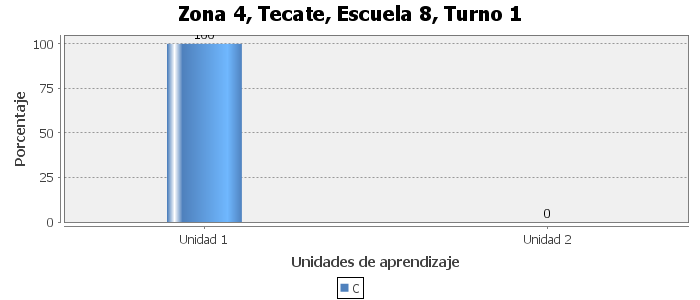 Zona 4, Tecate, Escuela 8, Turno 1
Porcentaje
100
75
50
25
0
100
0
Unidad 1
Unidad 2
Unidades de aprendizaje
C